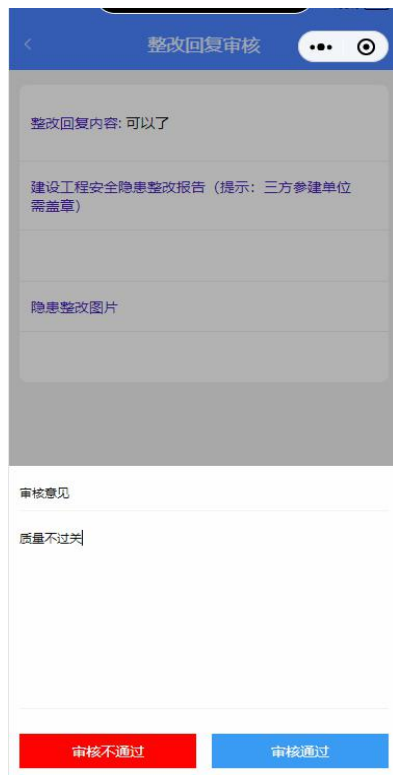 整改回复审核
整改回复内容: 可以了
建设工程安全隐患整改报告（提示：三方参建单位
需盖章）
隐患整改图片
审核意见
质量不过关
审核不通过
审核通过